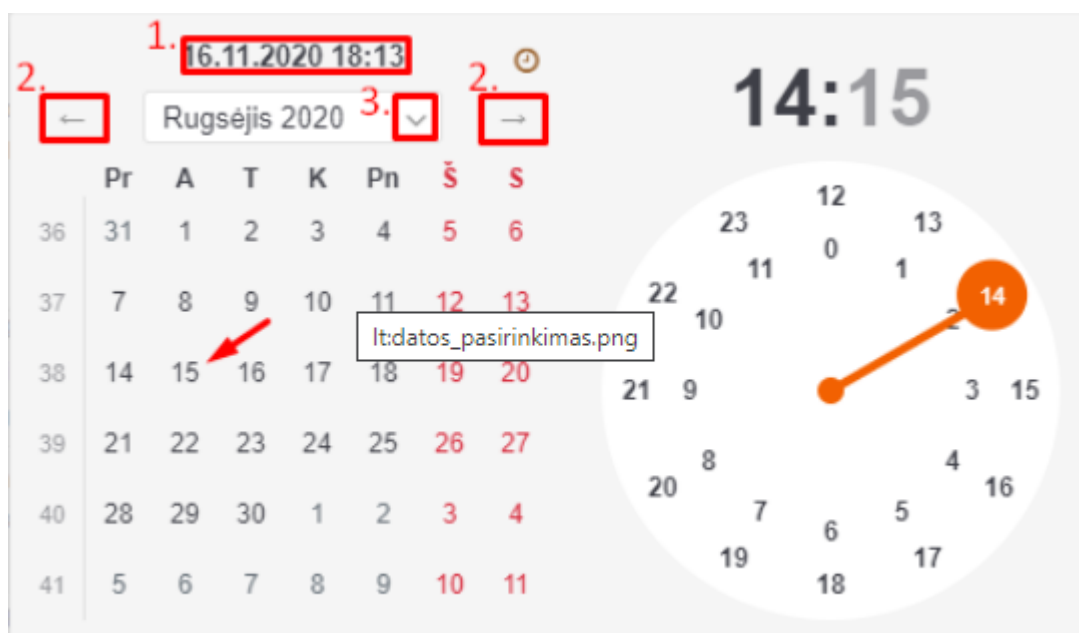 1. 16.11.2020 18:13
2. ← Rugsėjis 2020 3. 2. →
Pr A T K Pn Š S
36 31 1 2 3 4 5 6
37 7 8 9 10 11 12 13
38 14 15 16 17 18 19 20
39 21 22 23 24 25 26 27
40 28 29 30 1 2 3 4
41 5 6 7 8 9 10 11
lt:datos_pasirinkimas.png
14:15
12
23 13
0
11 1
22 14
10 2
21 9 3 15
8 4
20 16
7 5
6
19 17
18